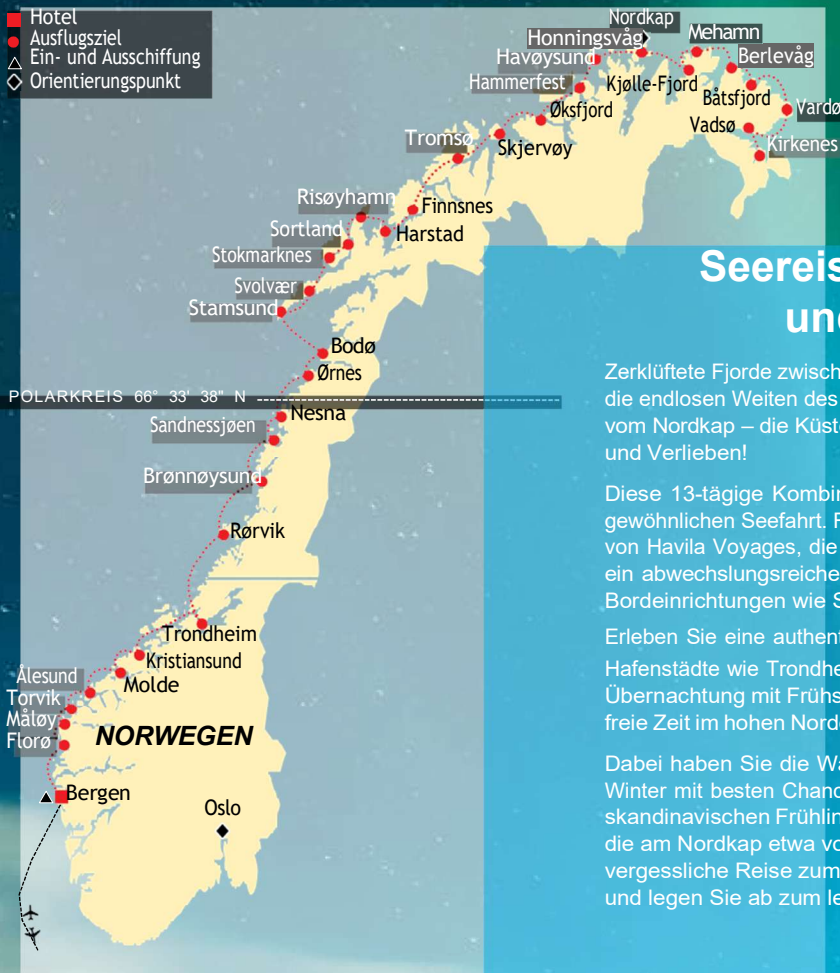 Hotel
Ausflugsziel
Ein- und Ausschiffung
Orientierungspunkt
Nordkap
Honningsvåg
Mehamn
Havøysund
Berlevåg
Hammerfest
Kjølle-Fjord
Båtsfjord
Øksfjord
Vardø
Vadsø
Tromsø
Skjervøy
Kirkenes
Risøyhamn
Finnsnes
Sortland
Harstad
Stokmarknes
Svolvær
Stamsund
Bodø
Ørnes
POLARKREIS 66° 33' 38" N
Nesna
Sandnessjøen
Brønnøysund
Rørvik
Trondheim
Kristiansund
Ålesund
Molde
Torvik
Måløy
Florø
NORWEGEN
Bergen
Oslo
Seereis
und
Zerklüftete Fjorde zwisch
die endlosen Weiten des
vom Nordkap – die Küste
und Verlieben!
Diese 13-tägige Kombin
gewöhnlichen Seefahrt.
von Havila Voyages, die
ein abwechslungsreiche
Bordeinrichtungen wie S
Erleben Sie eine authent
Hafenstädte wie Trondhe
Übernachtung mit Frühs
freie Zeit im hohen Nord
Dabei haben Sie die Wa
Winter mit besten Chanc
skandinavischen Frühlin
die am Nordkap etwa vo
vergessliche Reise zum
und legen Sie ab zum le